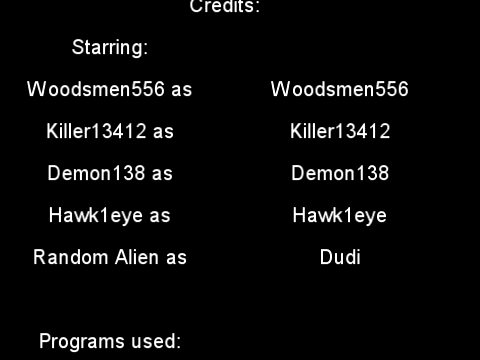 Credits:
Starring:
Woodsmen556 as Woodsmen556
Killer13412 as Killer13412
Demon138 as Demon138
Hawk1eye as Hawk1eye
Random Alien as Dudi
Programs used: